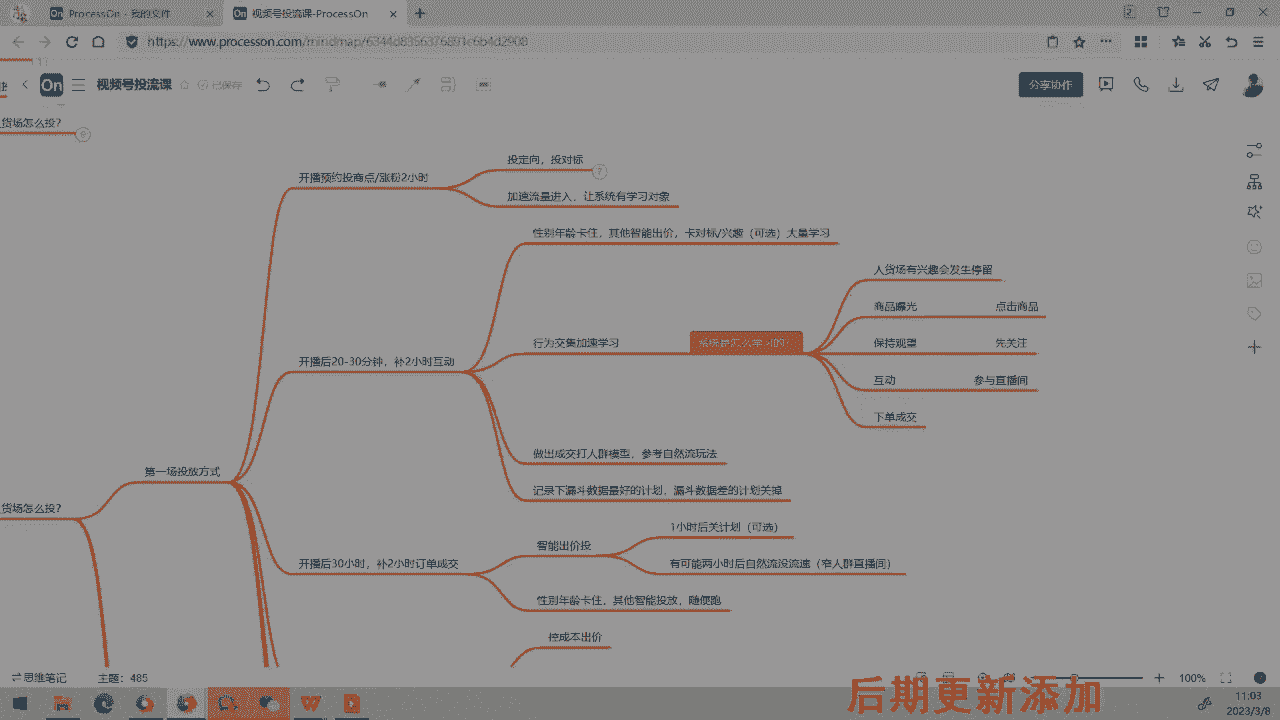 ProcessOn - 我的文件
视频号投流课-ProcessOn
https://www.processon.com/mindmap/6344d8356376891c6b4d2908
On
视频号投流课
已保存
分享协作
货场怎么投？
投定向，投对标
7
开播预约投商点/涨粉2小时
加速流量进入，让系统有学习对象
性别年龄卡住，其他智能出价，卡对标/兴趣（可选）大量学习
人货场有兴趣会发生停留
商品曝光 点击商品
行为交集加速学习
系统是怎么学习的？
保持观望 先关注
开播后20-30分钟，补2小时互动
互动 参与直播间
下单成交
做出成交打人群模型，参考自然流玩法
第一场投放方式
记录下漏斗数据最好的计划，漏斗数据差的计划关掉
货场怎么投？
1小时后关计划（可选）
智能出价投
开播后30小时，补2小时订单成交
有可能两小时后自然流没流速（窄人群直播间）
性别年龄卡住，其他智能投放，随便跑
控成本出价
思维笔记
主题：485
100%
后期更新添加
11:03
2023/3/8